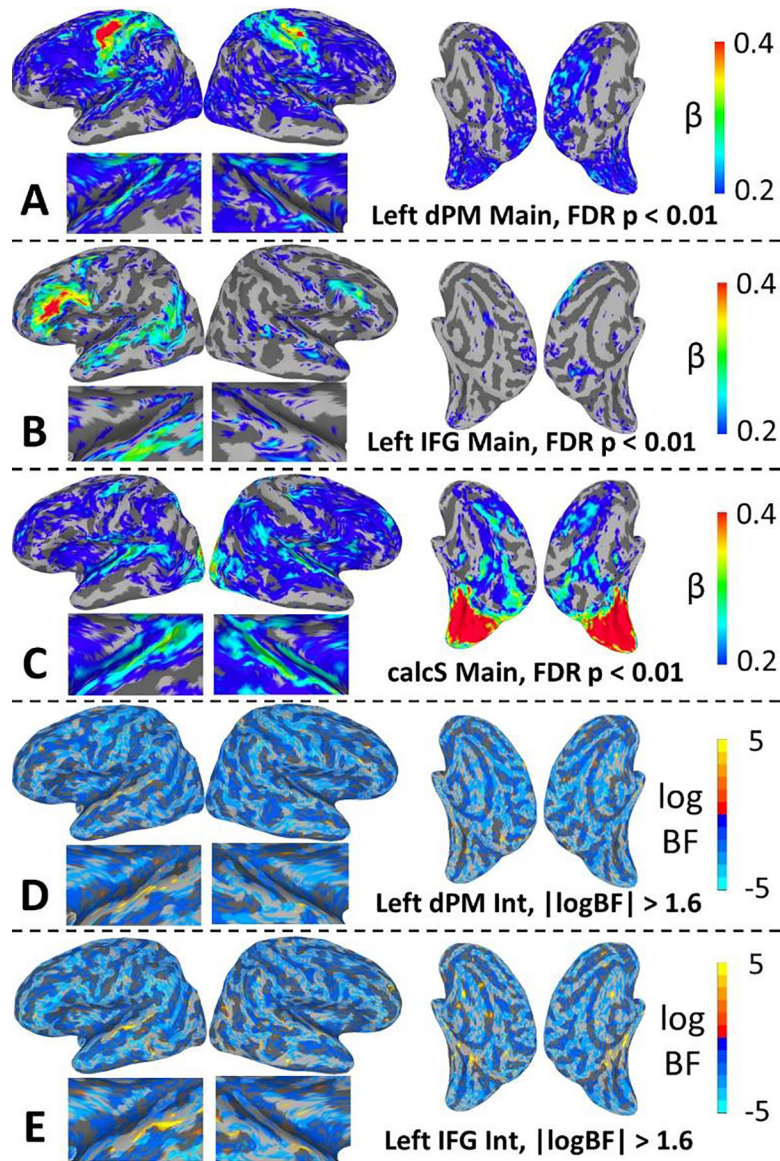 0.4
β
0.2
A
Left dPM Main, FDR p < 0.01
0.4
β
0.2
B
Left IFG Main, FDR p < 0.01
0.4
β
0.2
C
calcS Main, FDR p < 0.01
5
log
BF
-5
D
Left dPM Int, |logBF| > 1.6
5
log
BF
-5
E
Left IFG Int, |logBF| > 1.6